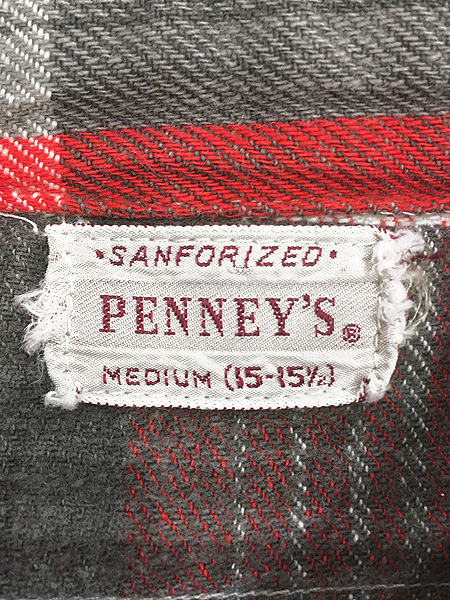 •SANFORIZED•
PENNEY'S®
MEDIUM (15-15½)